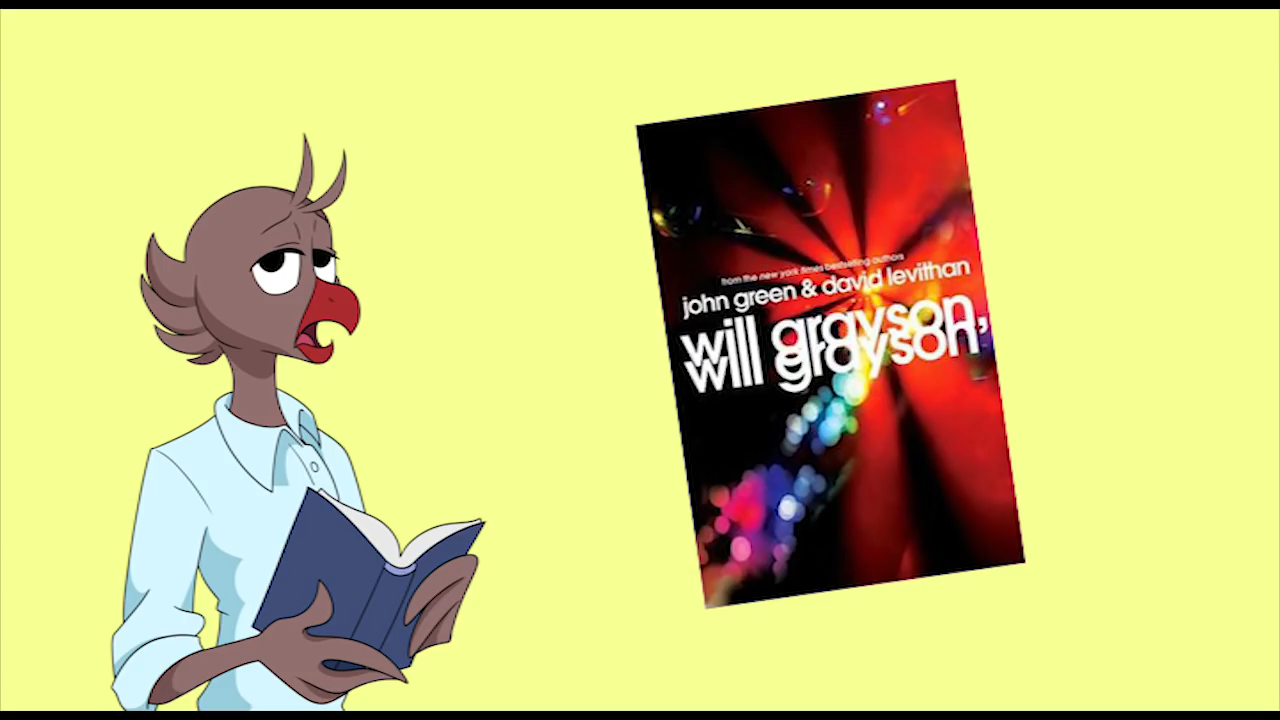 from the new york times bestselling authors
john green & david levithan
will grayson,
will grayson